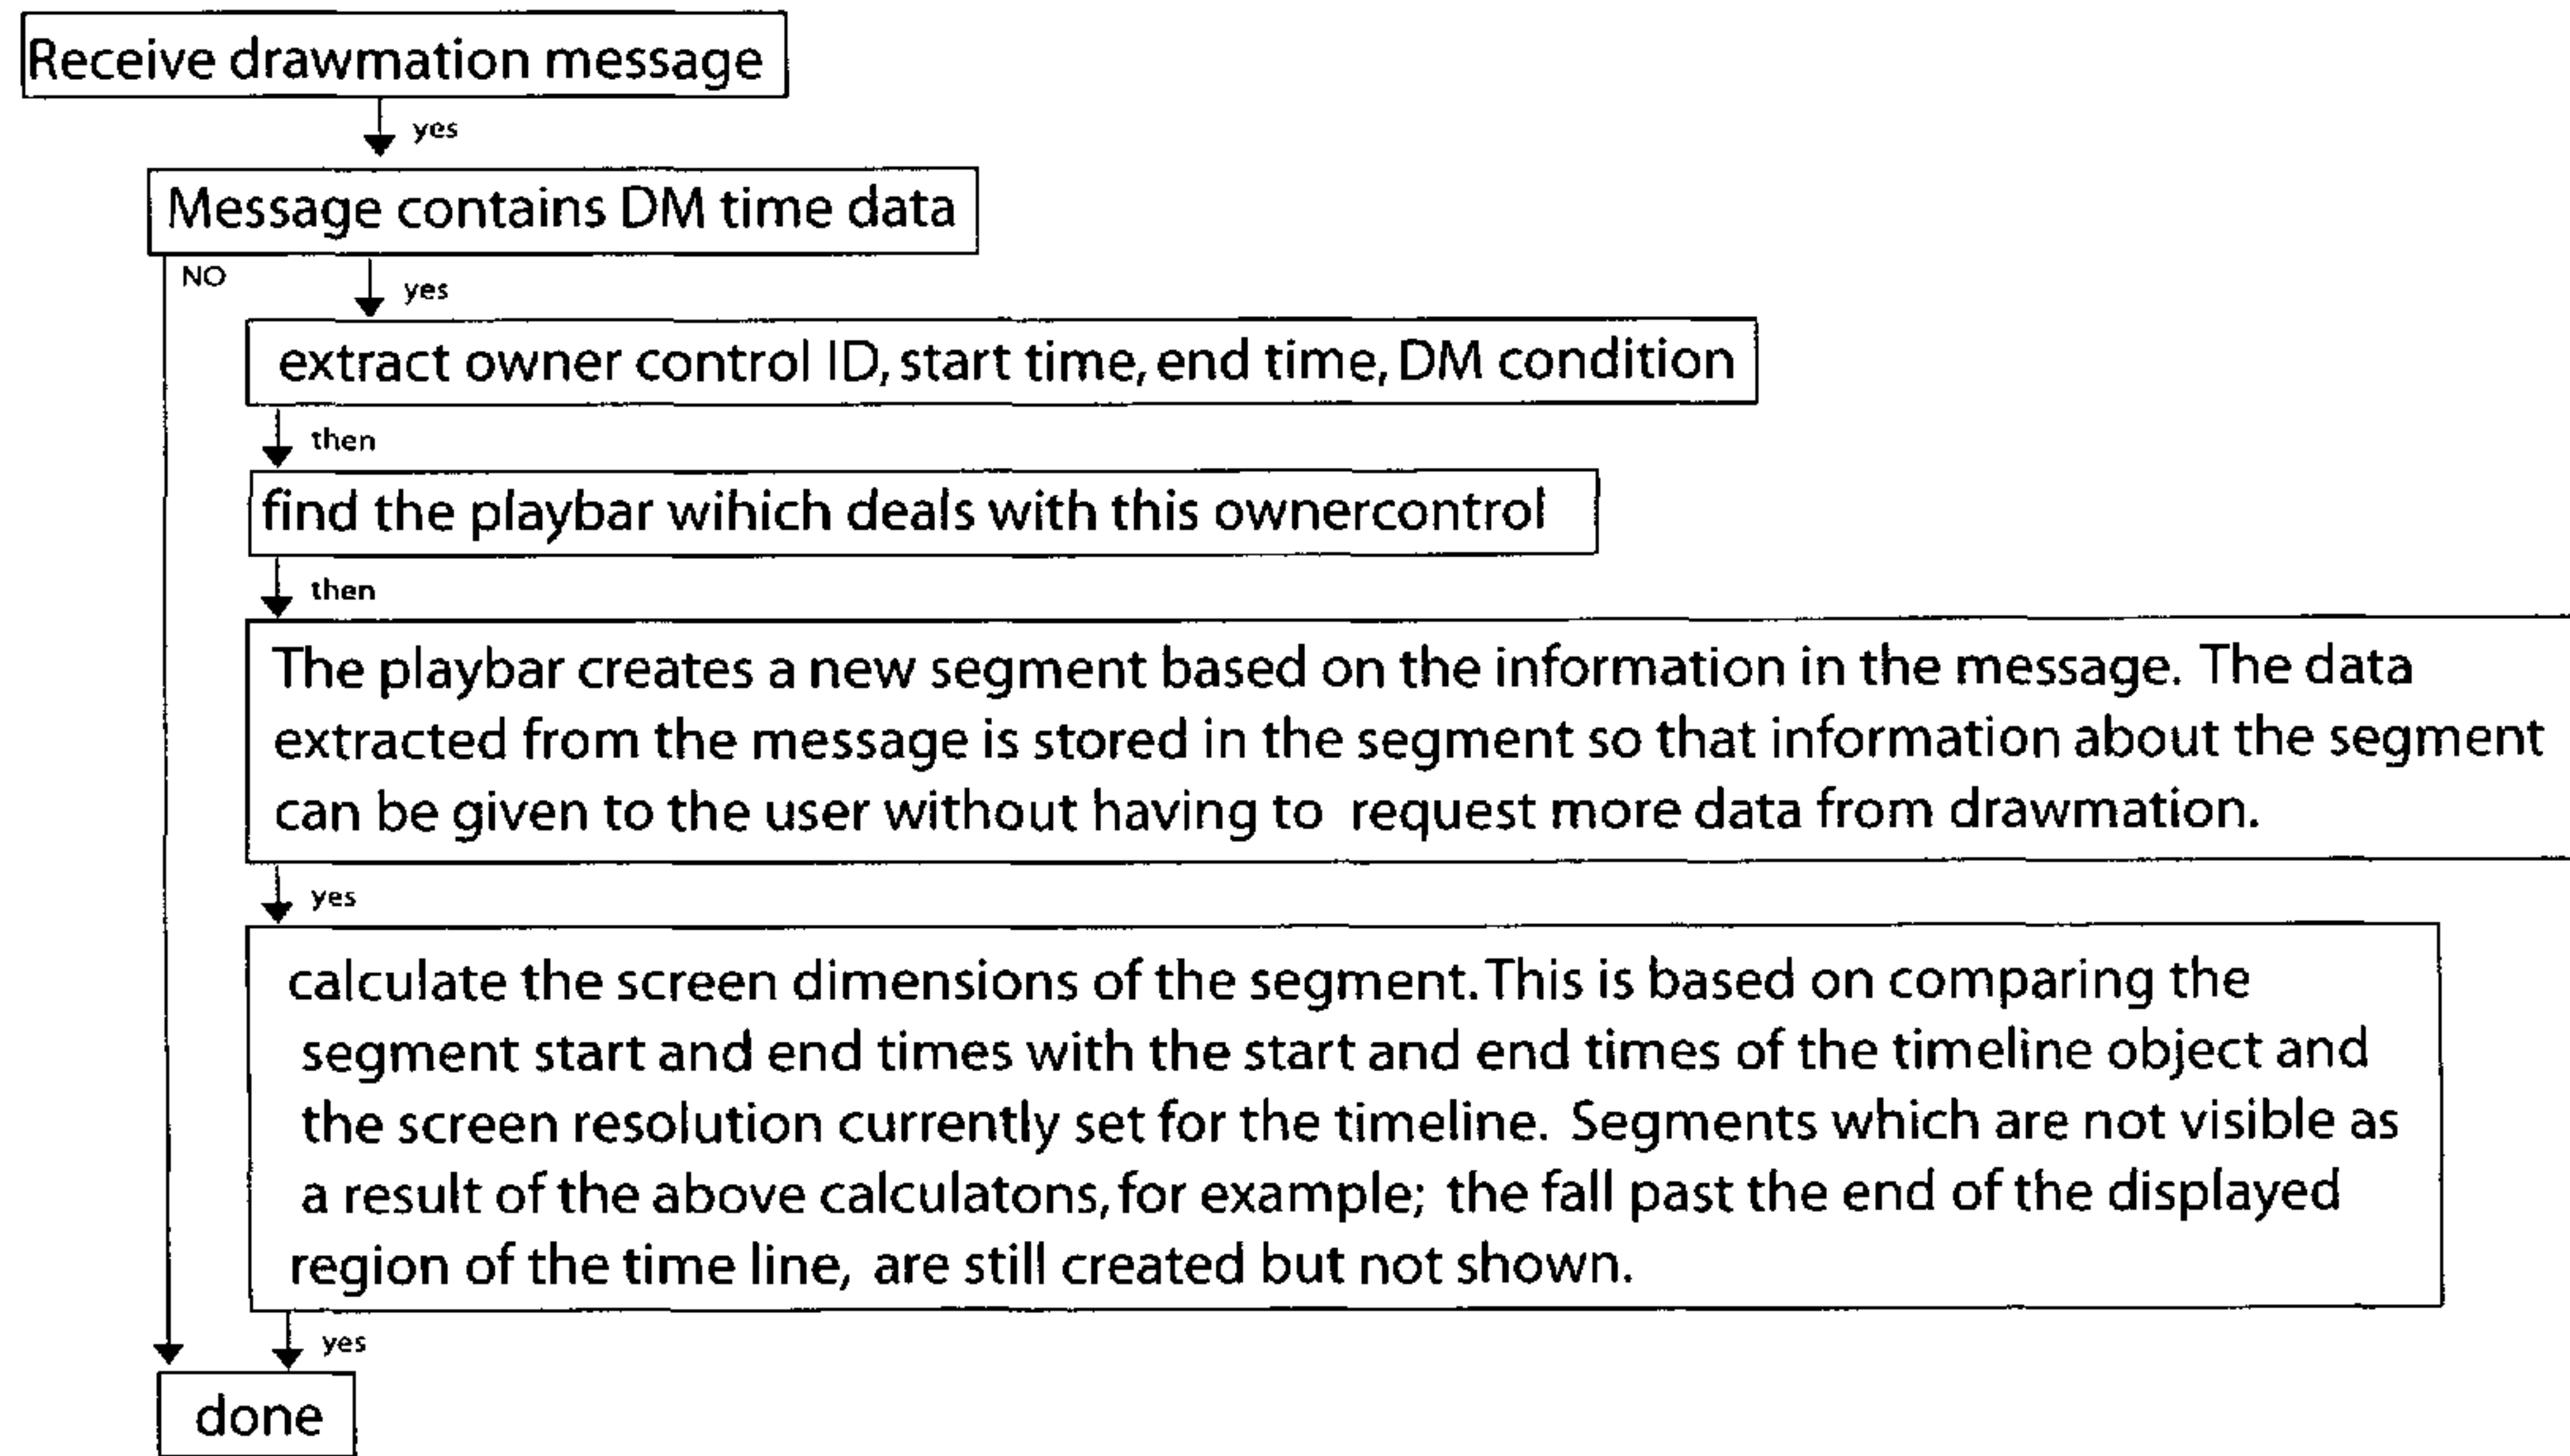 Receive drawmation message
yes
Message contains DM time data
NO
yes
extract owner control ID, start time, end time, DM condition
then
find the playbar wihich deals with this ownercontrol
then
The playbar creates a new segment based on the information in the message. The data
extracted from the message is stored in the segment so that information about the segment
can be given to the user without having to request more data from drawmation.
yes
calculate the screen dimensions of the segment. This is based on comparing the
segment start and end times with the start and end times of the timeline object and
the screen resolution currently set for the timeline. Segments which are not visible as
a result of the above calculatons, for example; the fall past the end of the displayed
region of the time line, are still created but not shown.
yes
done